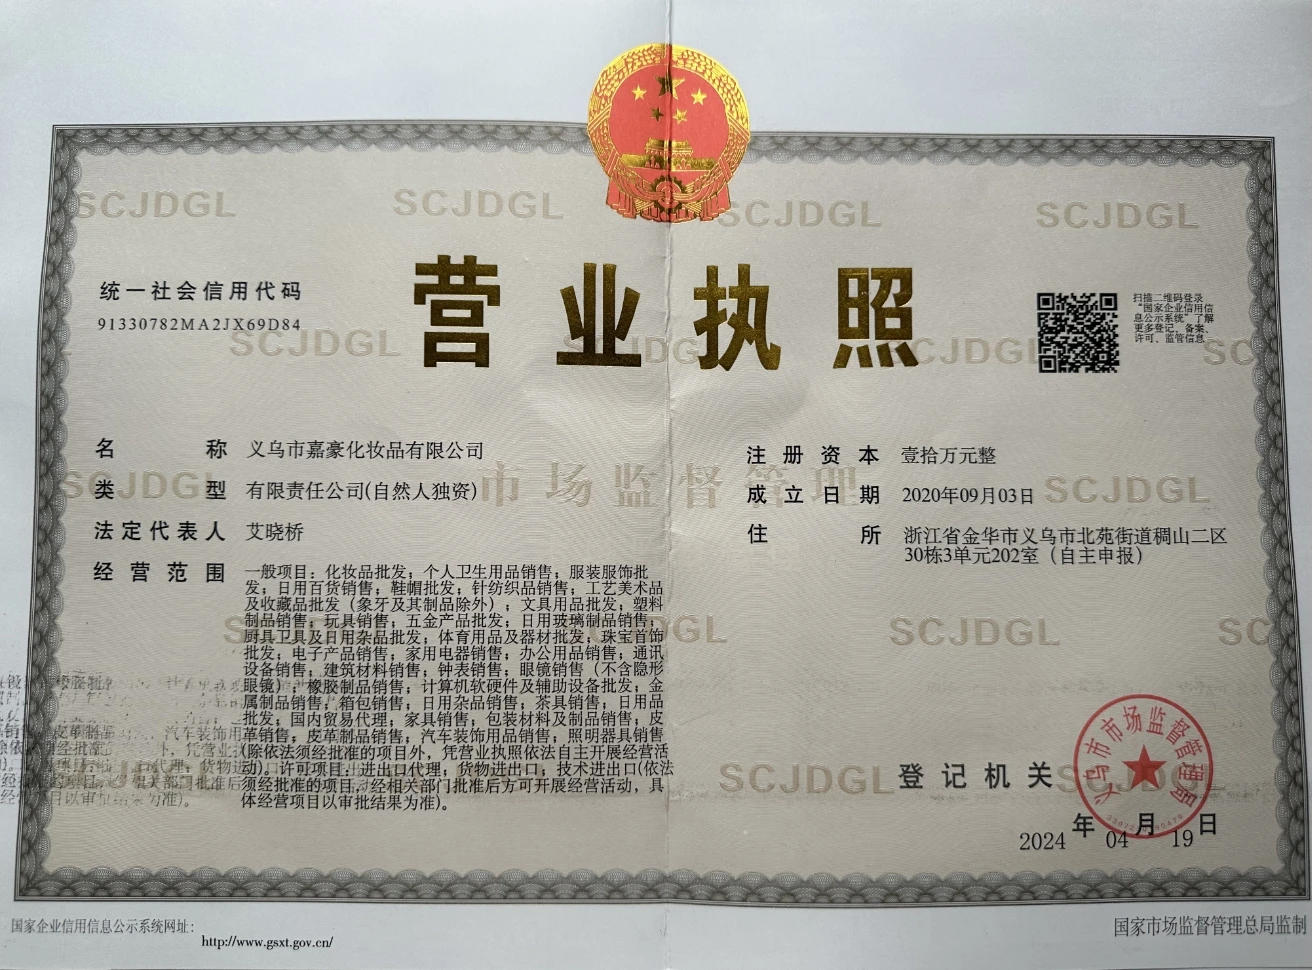 营业执照
统一社会信用代码
91330782MA2JX69D84
扫描二维码登录
“国家企业信用信
息公示系统”了解
更多登记、备案、
许可、监管信息
名称 义乌市嘉豪化妆品有限公司
类型 有限责任公司(自然人独资)
法定代表人 艾晓桥
经营范围 一般项目：化妆品批发；个人卫生用品销售；服装服饰批
发；日用百货销售；鞋帽批发；针纺织品销售；工艺美术品
及收藏品批发（象牙及其制品除外）；文具用品批发；塑料
制品销售；玩具销售；五金产品批发；日用玻璃制品销售；
厨具卫具及日用杂品批发；体育用品及器材批发；珠宝首饰
批发；电子产品销售；家用电器销售；办公用品销售；通讯
设备销售；建筑材料销售；钟表销售；眼镜销售（不含隐形
眼镜）；橡胶制品销售；计算机软硬件及辅助设备批发；金
属制品销售；箱包销售；日用杂品销售；茶具销售；日用品
批发；国内贸易代理；家具销售；包装材料及制品销售；皮
革销售；皮革制品销售；汽车装饰用品销售；照明器具销售
(除依法须经批准的项目外，凭营业执照依法自主开展经营活
动)。许可项目：进出口代理；货物进出口；技术进出口(依法
须经批准的项目，经相关部门批准后方可开展经营活动，具
体经营项目以审批结果为准)。
注册资本 壹拾万元整
成立日期 2020年09月03日
住所 浙江省金华市义乌市北苑街道稠山二区
30栋3单元202室（自主申报）
登记机关
义乌市市场监督管理局
2024年04月19日
SCJDGL
市场监督管理
国家企业信用信息公示系统网址：
http://www.gsxt.gov.cn/
国家市场监督管理总局监制